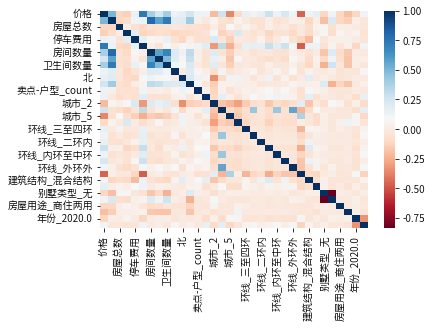 价格
房屋总数
停车费用
房间数量
卫生间数量
北
卖点-户型_count
城市_2
城市_5
环线_三至四环
环线_二环内
环线_内环至中环
环线_外环外
建筑结构_混合结构
别墅类型_无
房屋用途_商住两用
年份_2020.0
1.00
0.75
0.50
0.25
0.00
-0.25
-0.50
-0.75
价格
房屋总数
停车费用
房间数量
卫生间数量
北
卖点-户型_count
城市_2
城市_5
环线_三至四环
环线_二环内
环线_内环至中环
环线_外环外
建筑结构_混合结构
别墅类型_无
房屋用途_商住两用
年份_2020.0